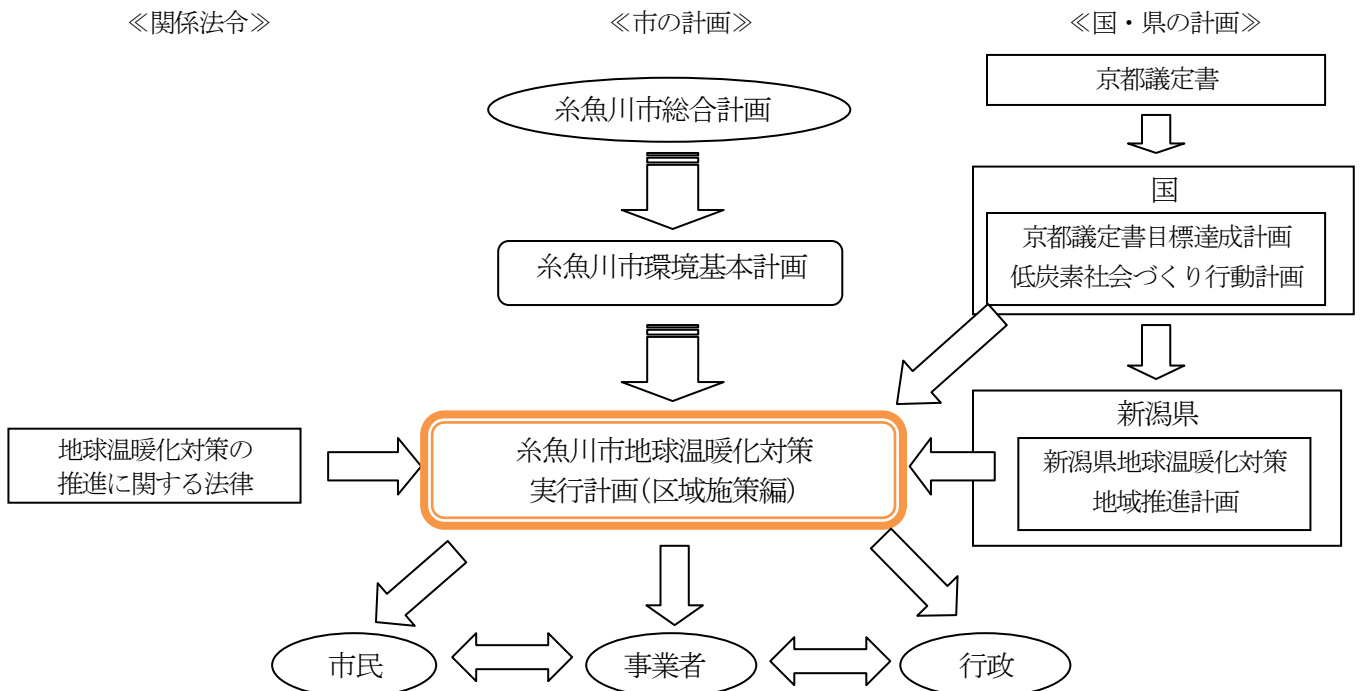 ≪関係法令≫
≪市の計画≫
≪国・県の計画≫
京都議定書
糸魚川市総合計画
国
京都議定書目標達成計画
低炭素社会づくり行動計画
糸魚川市環境基本計画
新潟県
新潟県地球温暖化対策
地域推進計画
地球温暖化対策の
推進に関する法律
糸魚川市地球温暖化対策
実行計画(区域施策編)
市民
事業者
行政